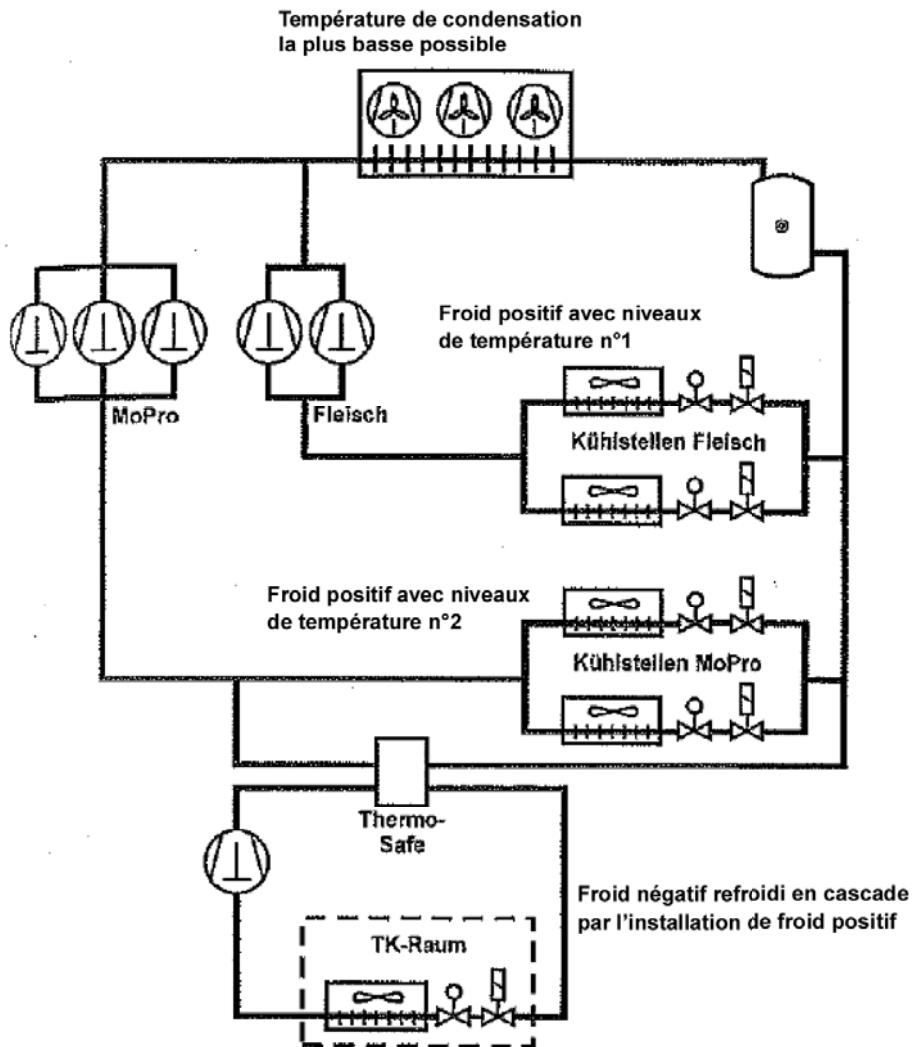 Température de condensation
la plus basse possible
Froid positif avec niveaux
de température n°1
MoPro
Fleisch
Kühlstellen Fleisch
Froid positif avec niveaux
de température n°2
Kühlstellen MoPro
Thermo-
Safe
Froid négatif refroidi en cascade
par l'installation de froid positif
TK-Raum